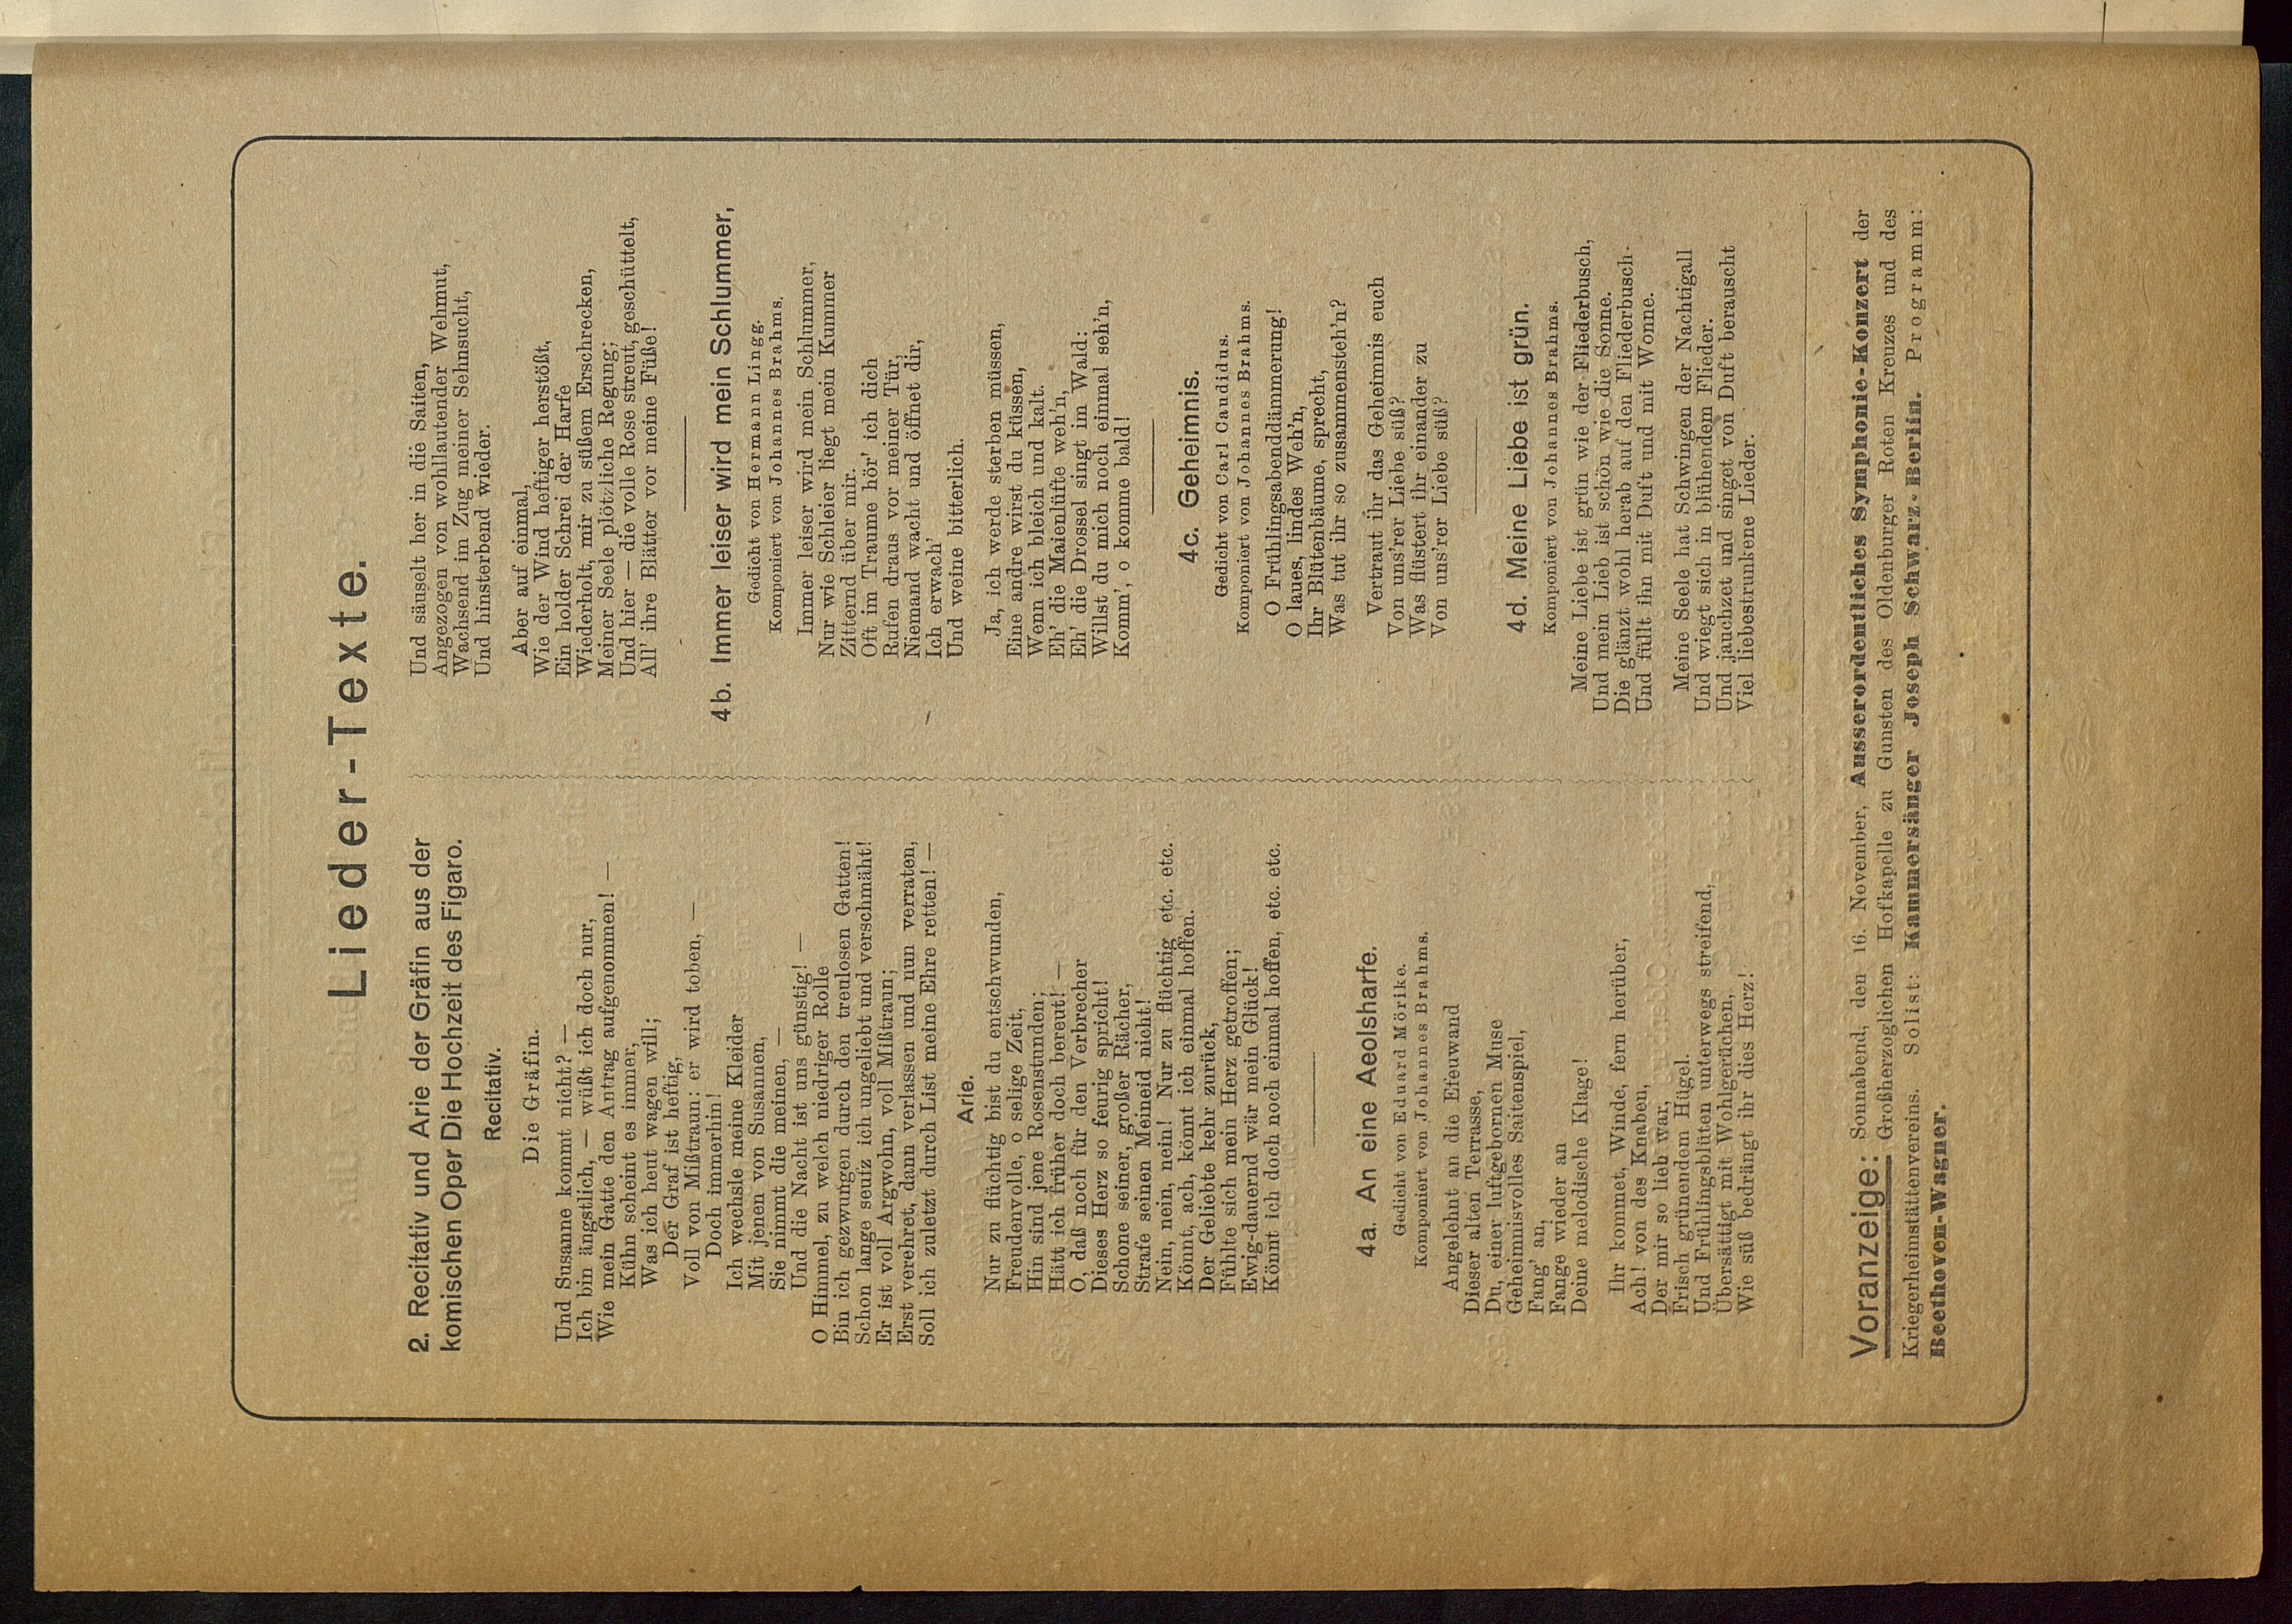 Lieder-Texte.
2. Recitativ und Arie der Gräfin aus der
komischen Oper Die Hochzeit des Figaro.
Recitativ.
Die Gräfin.
Und Susanne kommt nicht? —
Ich bin ängstlich, — wüßt ich doch nur,
Wie mein Gatte den Antrag aufgenommen! —
Kühn scheint es immer,
Was ich heut wagen will;
Der Graf ist heftig,
Voll von Mißtraun: er wird toben, —
Doch immerhin!
Ich wechsle meine Kleider
Mit jenen von Susannen,
Sie nimmt die meinen, —
Und die Nacht ist uns günstig! —
O Himmel, zu welch niedriger Rolle
Bin ich gezwungen durch den treulosen Gatten!
Schon lange seufz ich ungeliebt und verschmäht!
Er ist voll Argwohn, voll Mißtraun;
Erst verehret, dann verlassen und nun verraten,
Soll ich zuletzt durch List meine Ehre retten! —
Arie.
Nur zu flüchtig bist du entschwunden,
Freudenvolle, o selige Zeit,
Hin sind jene Rosenstunden;
Hätt ich früher doch bereut! —
O, daß noch für den Verbrecher
Dieses Herz so feurig spricht!
Schone seiner, großer Rächer,
Strafe seinen Meineid nicht!
Nein, nein, nein! Nur zu flüchtig etc. etc.
Könnt, ach, könnt ich einmal hoffen.
Der Geliebte kehr zurück,
Fühlte sich mein Herz getroffen;
Ewig-dauernd wär mein Glück!
Könnt ich doch noch einmal hoffen, etc. etc.
4a. An eine Aeolsharfe.
Gedicht von Eduard Mörike.
Komponiert von Johannes Brahms.
Angelehnt an die Efeuwand
Dieser alten Terrasse,
Du, einer luftgebornen Muse
Geheimnisvolles Saitenspiel,
Fang' an,
Fange wieder an
Deine melodische Klage!
Ihr kommet, Winde, fern herüber,
Ach! von des Knaben,
Der mir so lieb war,
Frisch grünendem Hügel.
Und Frühlingsblüten unterwegs streifend,
Übersättigt mit Wohlgerüchen,
Wie süß bedrängt ihr dies Herz!
Und säuselt her in die Saiten,
Angezogen von wohllautender Wehmut,
Wachsend im Zug meiner Sehnsucht,
Und hinsterbend wieder.
Aber auf einmal,
Wie der Wind heftiger herstößt,
Ein holder Schrei der Harfe
Wiederholt, mir zu süßem Erschrecken,
Meiner Seele plötzliche Regung;
Und hier — die volle Rose streut, geschüttelt,
All' ihre Blätter vor meine Füße!
4b. Immer leiser wird mein Schlummer,
Gedicht von Hermann Lingg.
Komponiert von Johannes Brahms.
Immer leiser wird mein Schlummer,
Nur wie Schleier liegt mein Kummer
Zitternd über mir.
Oft im Traume hör' ich dich
Rufen draus vor meiner Tür,
Niemand wacht und öffnet dir,
Ich erwach'
Und weine bitterlich.
Ja, ich werde sterben müssen,
Eine andre wirst du küssen,
Wenn ich bleich und kalt.
Eh' die Maienlüfte weh'n,
Eh' die Drossel singt im Wald:
Willst du mich noch einmal seh'n,
Komm', o komme bald!
4c. Geheimnis.
Gedicht von Carl Caudidus.
Komponiert von Johannes Brahms.
O Frühlingsabenddämmerung!
O laues, lindes Weh'n,
Ihr Blütenbäume, sprecht,
Was tut ihr so zusammensteh'n?
Vertraut ihr das Geheimnis euch
Von uns'rer Liebe süß?
Was flüstert ihr einander zu
Von uns'rer Liebe süß?
4d. Meine Liebe ist grün.
Komponiert von Johannes Brahms.
Meine Liebe ist grün wie der Fliederbusch,
Und mein Lieb ist schön wie die Sonne.
Die glänzt wohl herab auf den Fliederbusch
Und füllt ihn mit Duft und mit Wonne.
Meine Seele hat Schwingen der Nachtigall
Und wiegt sich in blühendem Flieder.
Und jauchzet und singet von Duft berauscht
Viel liebestrunkene Lieder.
Voranzeige: Sonnabend, den 16. November, Ausserordentliches Symphonie-Konzert der
Großherzoglichen Hofkapelle zu Gunsten des Oldenburger Roten Kreuzes und des
Kriegerheimstättenvereins. Solist: Kammersänger Joseph Schwarz-Berlin. Programm:
Beethoven-Wagner.